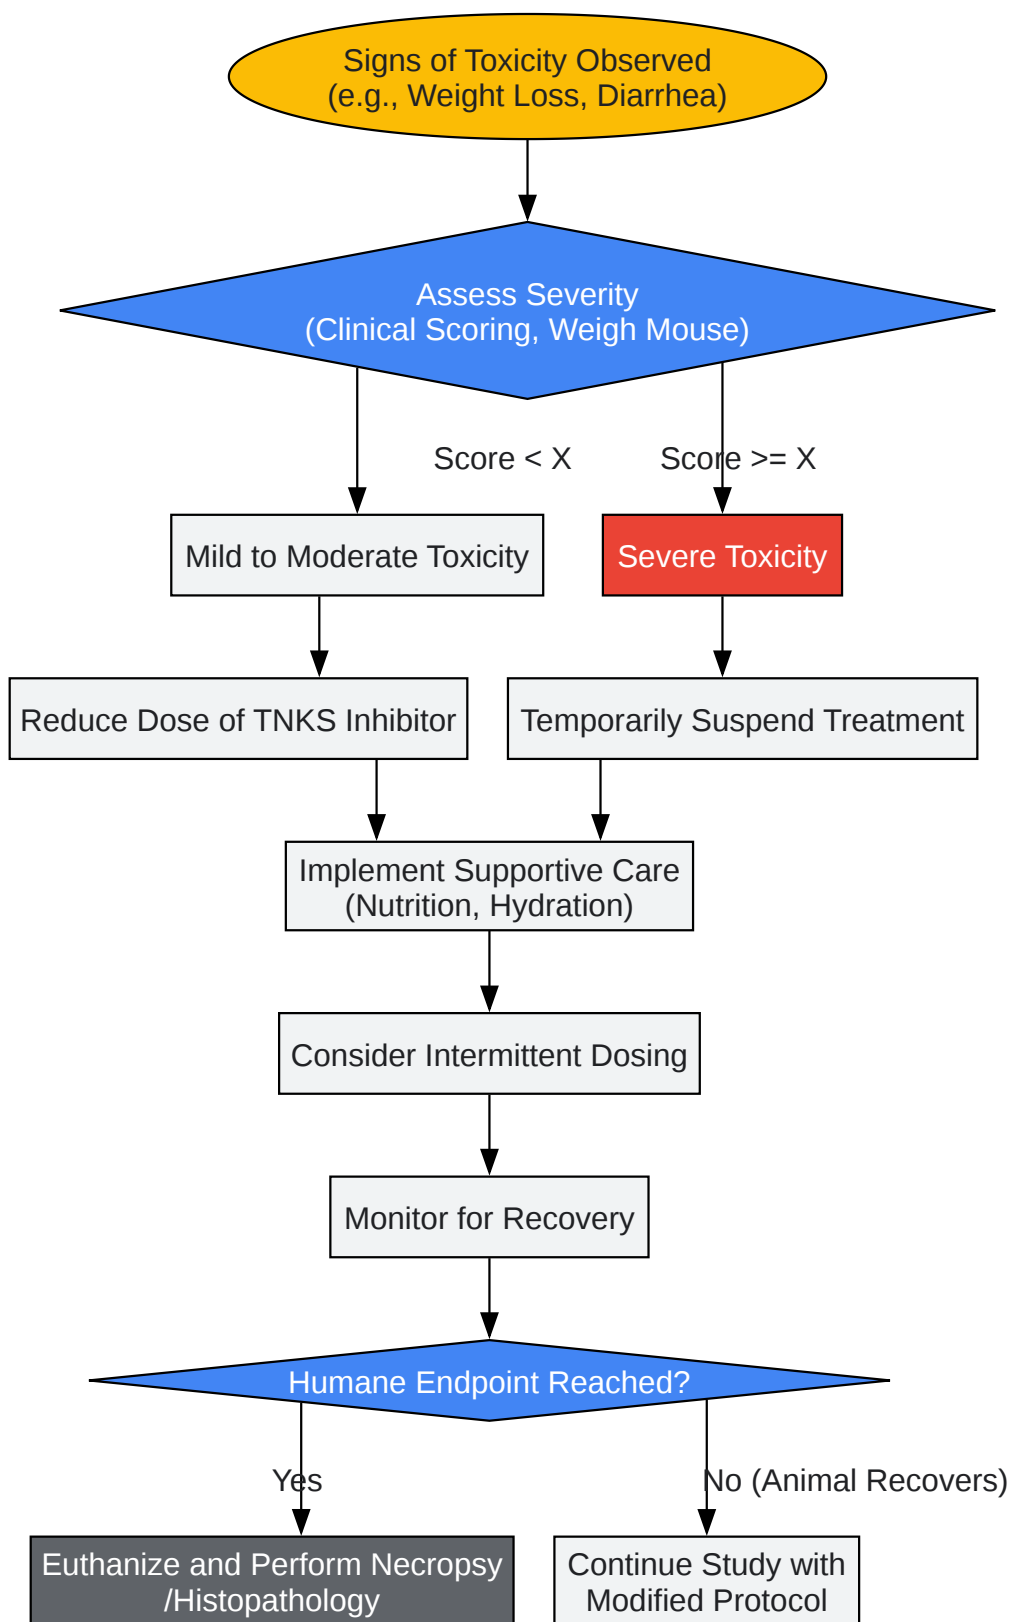 Signs of Toxicity Observed
(e.g., Weight Loss, Diarrhea)
Assess Severity
(Clinical Scoring, Weigh Mouse)
Score < X
Score >= X
Mild to Moderate Toxicity
Severe Toxicity
Reduce Dose of TNKS Inhibitor
Temporarily Suspend Treatment
Implement Supportive Care
(Nutrition, Hydration)
Consider Intermittent Dosing
Monitor for Recovery
Humane Endpoint Reached?
Yes
No (Animal Recovers)
Euthanize and Perform Necropsy
/Histopathology
Continue Study with
Modified Protocol